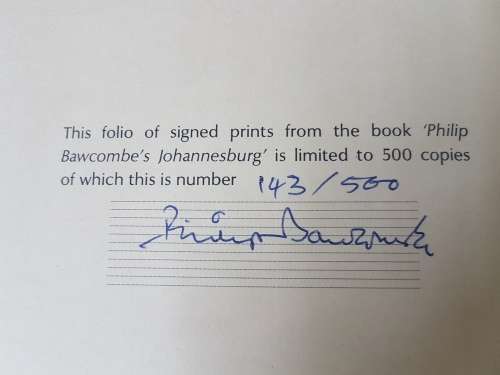 This folio of signed prints from the book ‘Philip
Bawcombe’s Johannesburg’ is limited to 500 copies
of which this is number 143/500
Philip Bawcombe